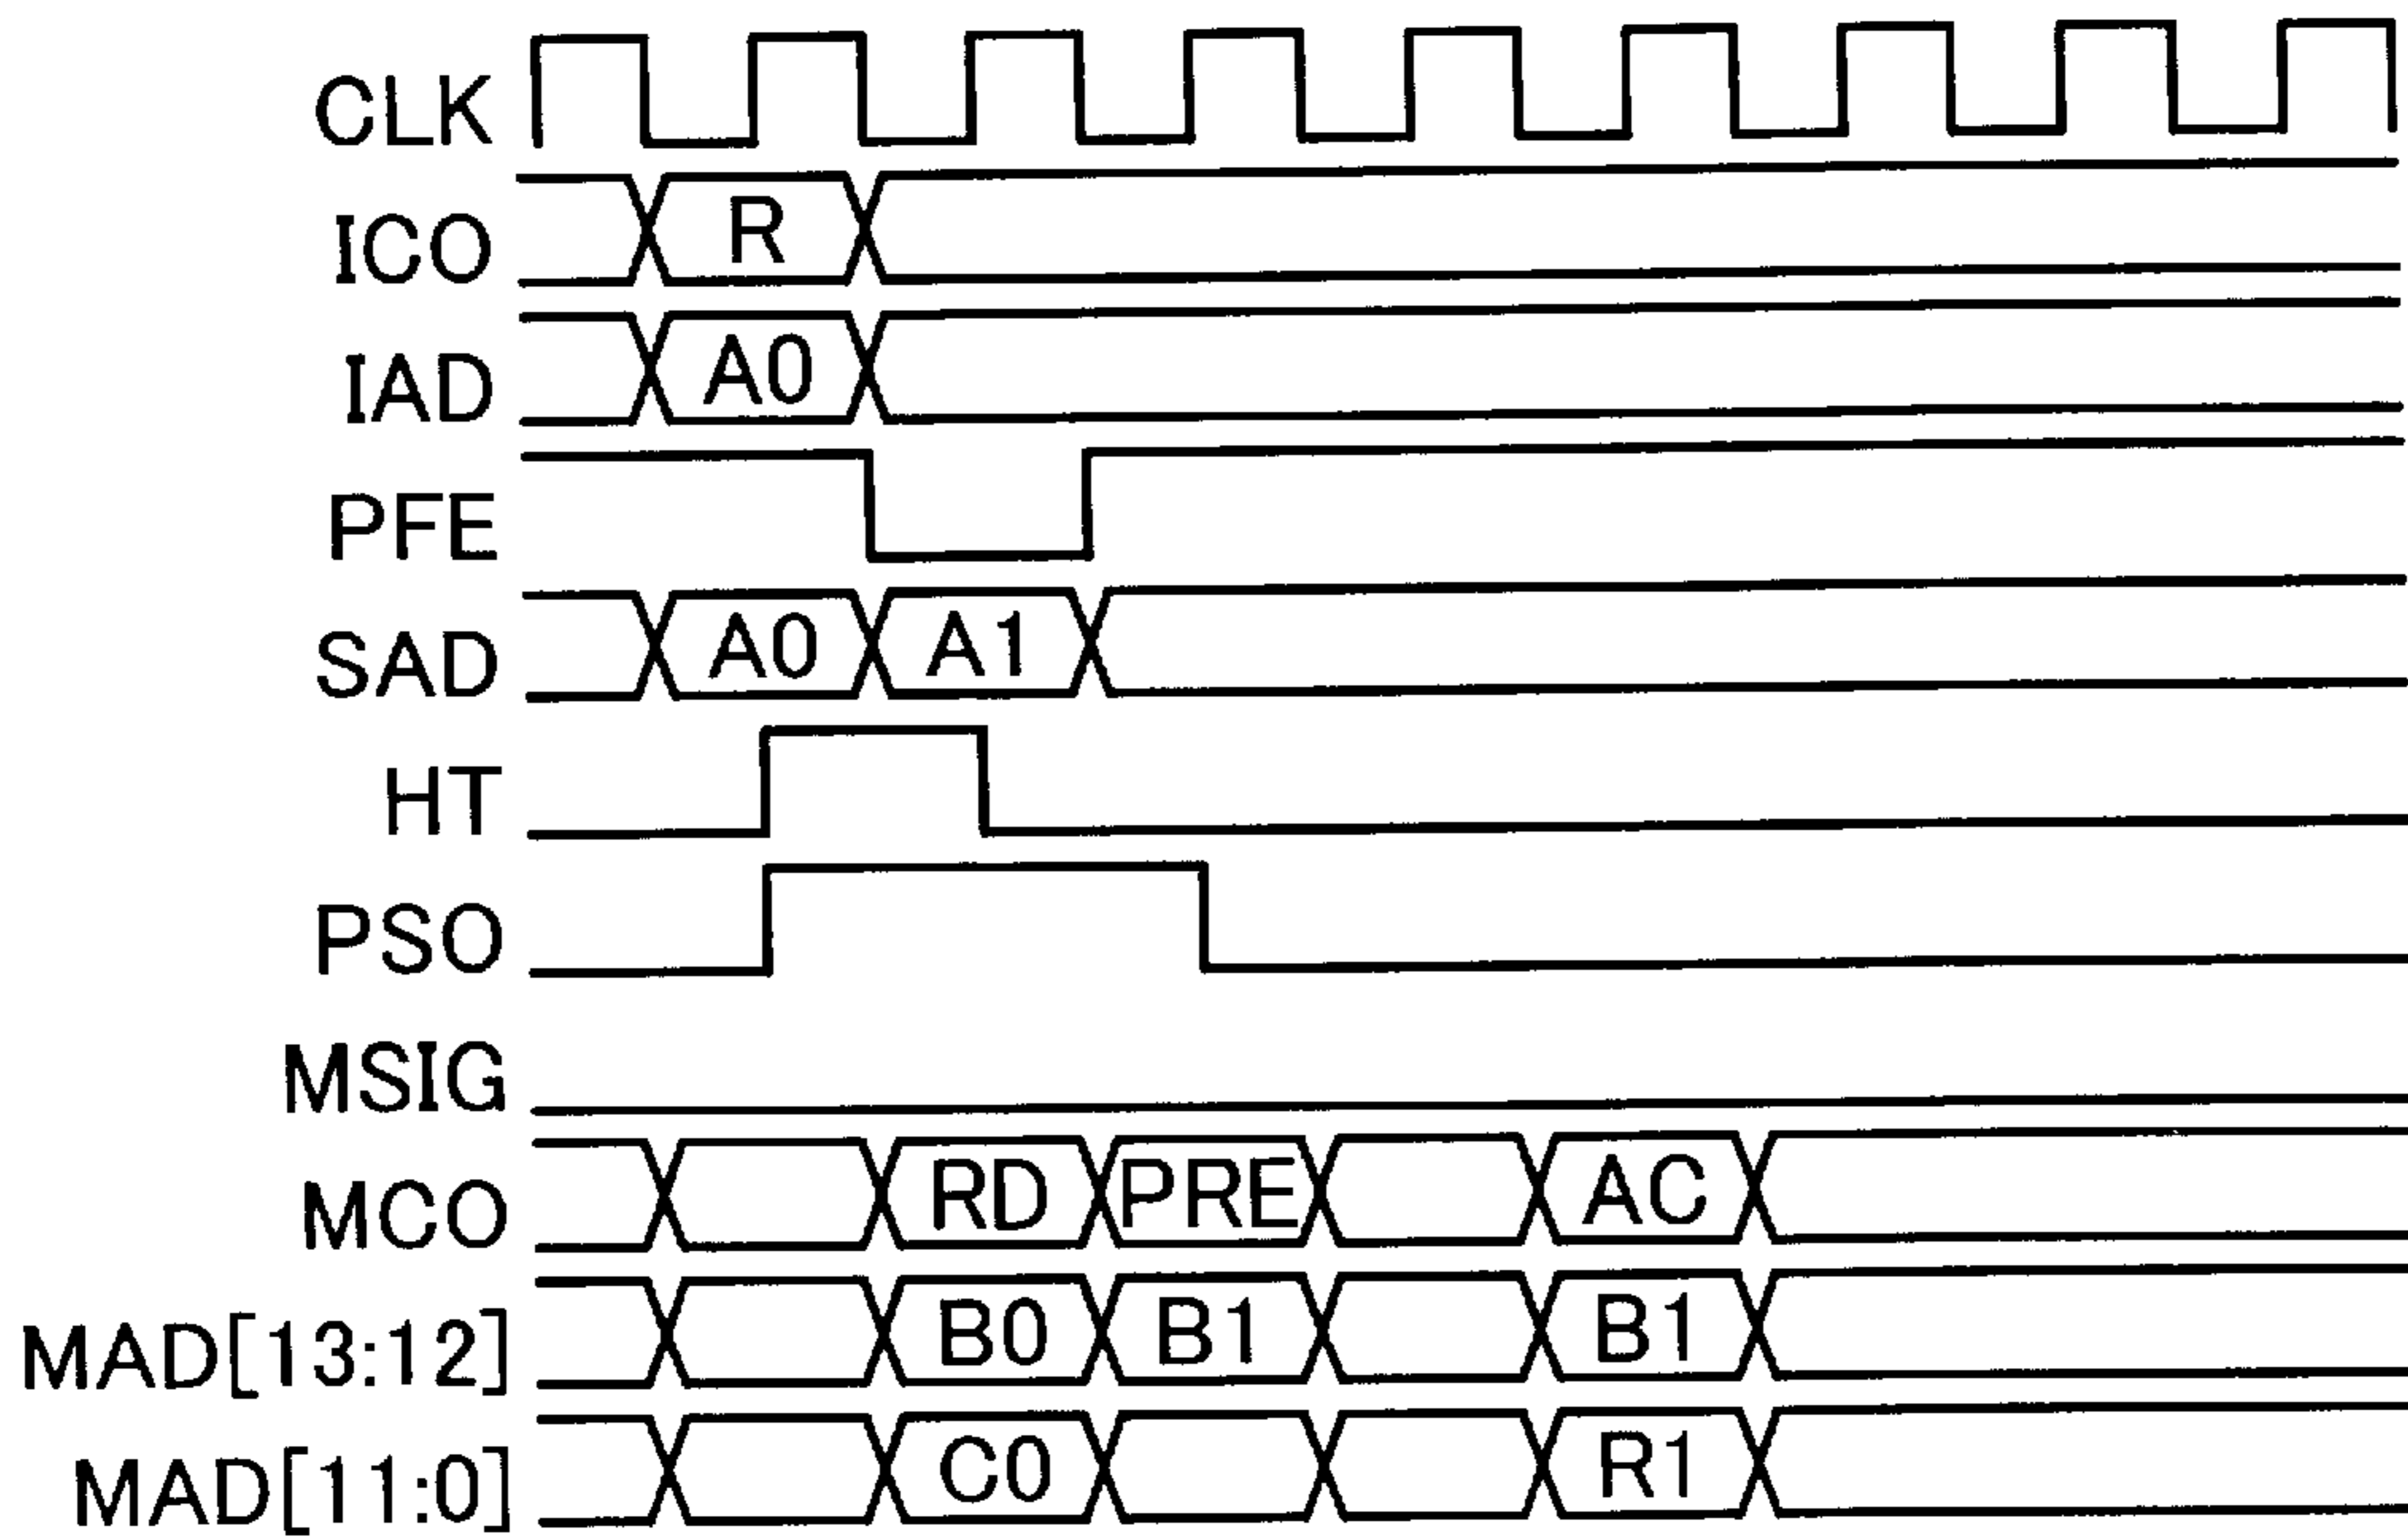 CLK
ICO R
IAD A0
PFE
SAD A0 A1
HT
PSO
MSIG
MCO RD PRE AC
MAD[13:12] B0 B1 B1
MAD[11:0] C0 R1